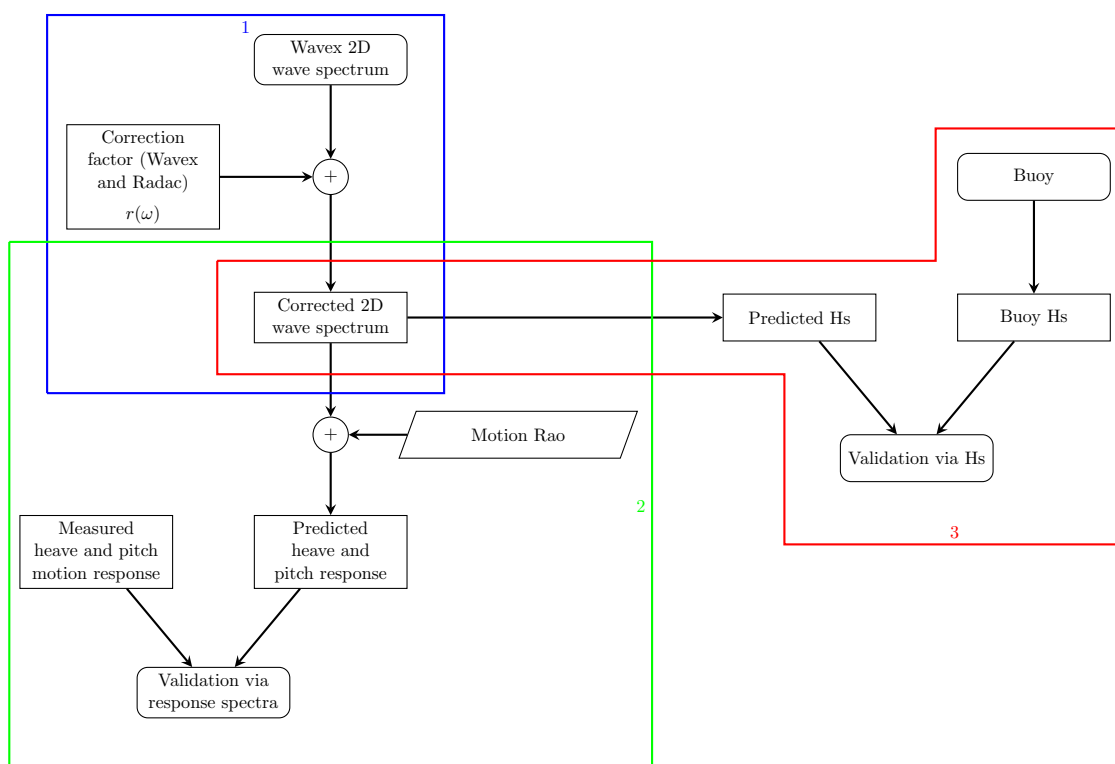 1
Wavex 2D
wave spectrum
Correction
factor (Wavex
and Radac)
r(ω)
+
Buoy
Corrected 2D
wave spectrum
Predicted Hs
Buoy Hs
+
Motion Rao
Validation via Hs
2
3
Measured
heave and pitch
motion response
Predicted
heave and
pitch response
Validation via
response spectra